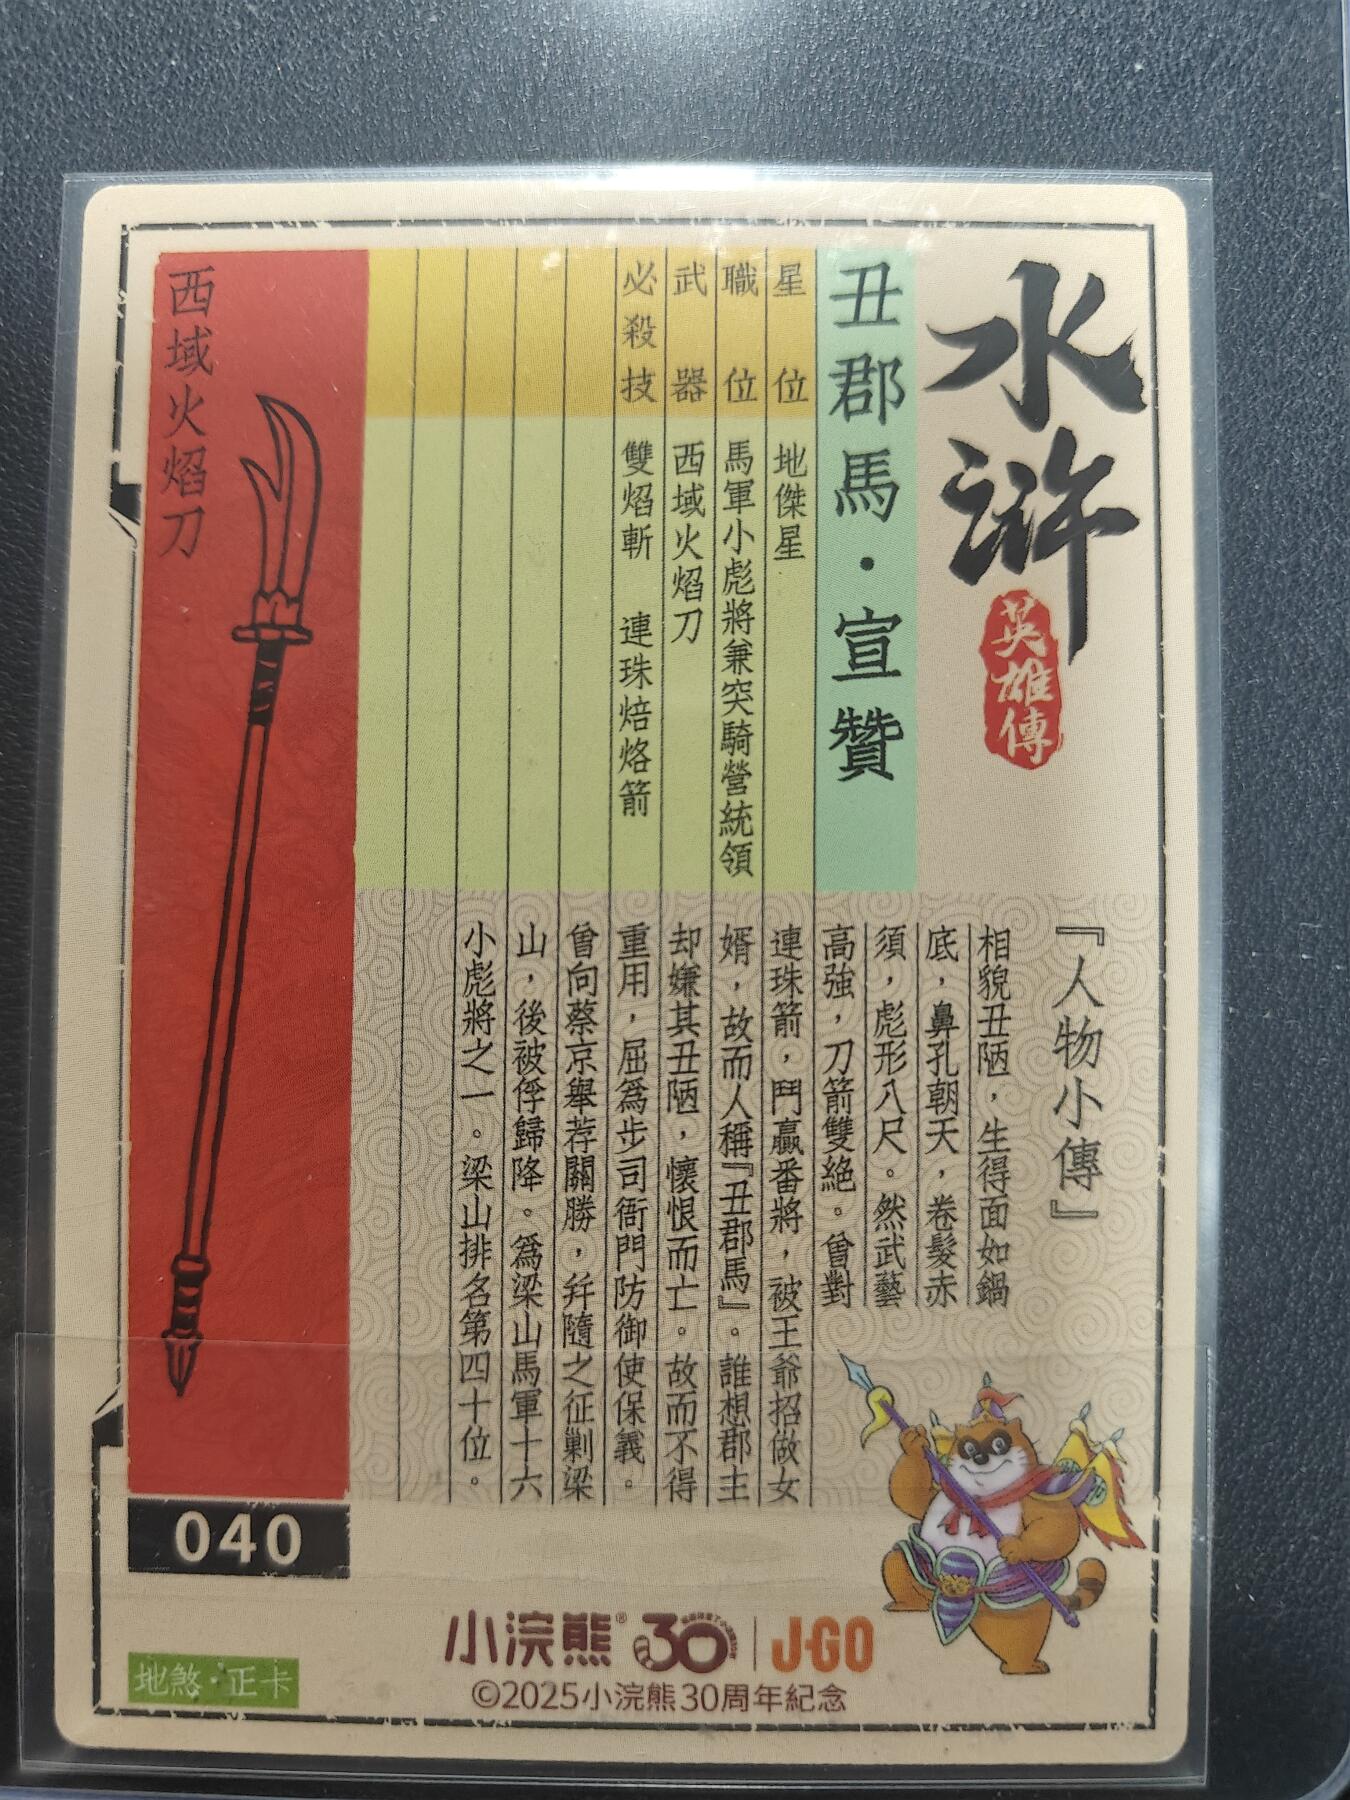 水滸
英雄傳
丑郡馬·宣贊
星位 地傑星
職位 馬軍小彪將兼突騎營統領
武器 西域火焰刀
必殺技 雙焰斬 連珠焙烙箭
西域火焰刀
『人物小傳』
相貌丑陋，生得面如鍋
底，鼻孔朝天，卷髮赤
須，彪形八尺。然武藝
高強，刀箭雙絶。曾對
連珠箭，鬥贏番將，被王爺招做女
婿，故而人稱『丑郡馬』。誰想郡主
却嫌其丑陋，懷恨而亡。故而不得
重用，屈爲步司衙門防御使保義。
曾向蔡京舉荐關勝，并隨之征剿梁
山，後被俘歸降。爲梁山馬軍十六
小彪將之一。梁山排名第四十位。
040
地煞·正卡
小浣熊® 30 | J·GO
©2025小浣熊30周年紀念